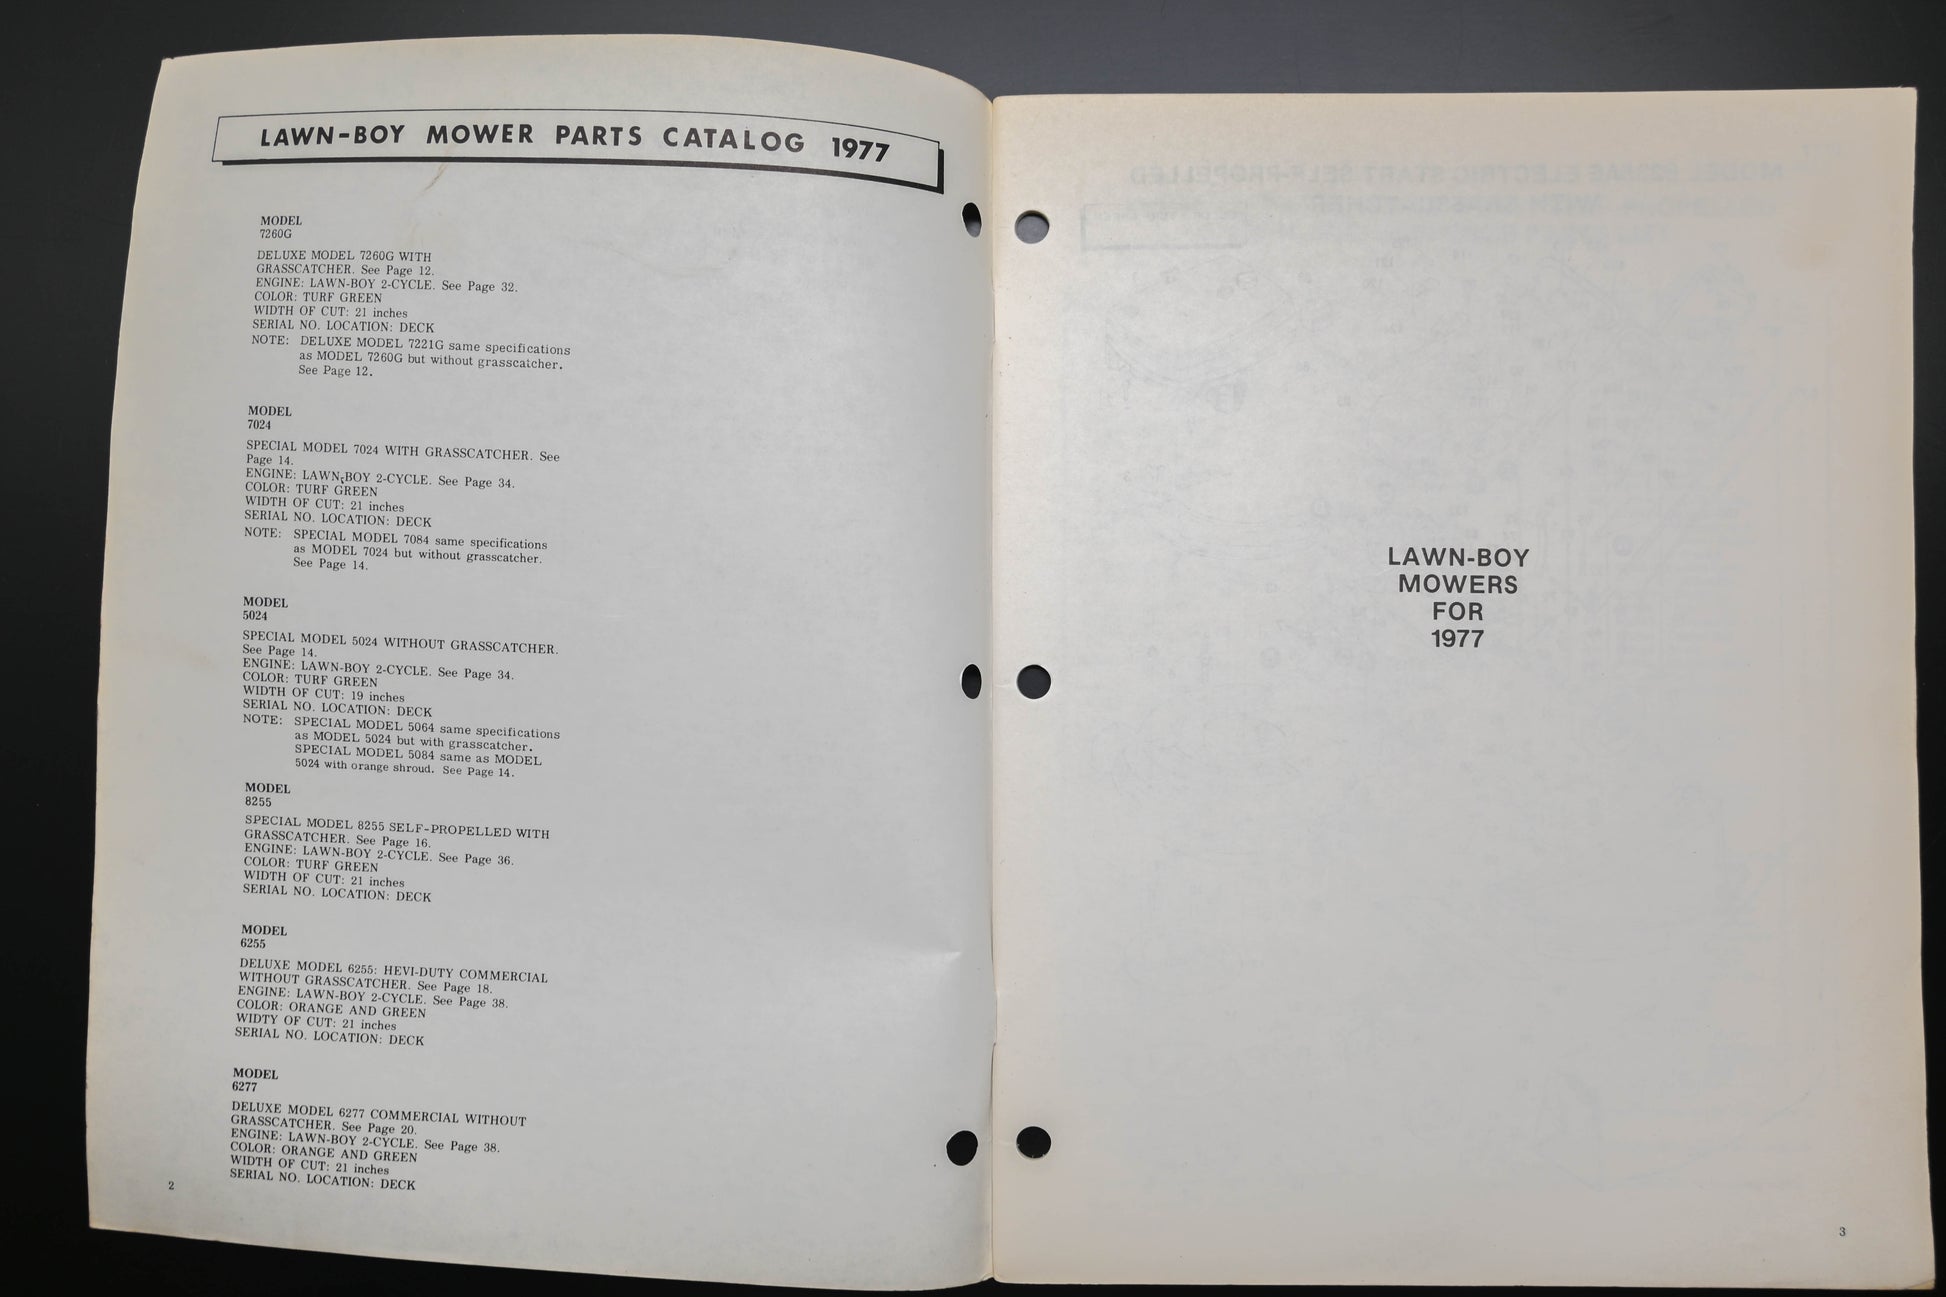 LAWN-BOY MOWER PARTS CATALOG 1977
MODEL
7260G
DELUXE MODEL 7260G WITH
GRASSCATCHER. See Page 12.
ENGINE: LAWN-BOY 2-CYCLE. See Page 32.
COLOR: TURF GREEN
WIDTH OF CUT: 21 inches
SERIAL NO. LOCATION: DECK
NOTE: DELUXE MODEL 7221G same specifications
as MODEL 7260G but without grasscatcher.
See Page 12.
MODEL
7024
SPECIAL MODEL 7024 WITH GRASSCATCHER. See
Page 14.
ENGINE: LAWN-BOY 2-CYCLE. See Page 34.
COLOR: TURF GREEN
WIDTH OF CUT: 21 inches
SERIAL NO. LOCATION: DECK
NOTE: SPECIAL MODEL 7084 same specifications
as MODEL 7024 but without grasscatcher.
See Page 14.
MODEL
5024
SPECIAL MODEL 5024 WITHOUT GRASSCATCHER.
See Page 14.
ENGINE: LAWN-BOY 2-CYCLE. See Page 34.
COLOR: TURF GREEN
WIDTH OF CUT: 19 inches
SERIAL NO. LOCATION: DECK
NOTE: SPECIAL MODEL 5064 same specifications
as MODEL 5024 but with grasscatcher.
SPECIAL MODEL 5084 same as MODEL
5024 with orange shroud. See Page 14.
MODEL
8255
SPECIAL MODEL 8255 SELF-PROPELLED WITH
GRASSCATCHER. See Page 16.
ENGINE: LAWN-BOY 2-CYCLE. See Page 36.
COLOR: TURF GREEN
WIDTH OF CUT: 21 inches
SERIAL NO. LOCATION: DECK
MODEL
6255
DELUXE MODEL 6255: HEVI-DUTY COMMERCIAL
WITHOUT GRASSCATCHER. See Page 18.
ENGINE: LAWN-BOY 2-CYCLE. See Page 38.
COLOR: ORANGE AND GREEN
WIDTY OF CUT: 21 inches
SERIAL NO. LOCATION: DECK
MODEL
6277
DELUXE MODEL 6277 COMMERCIAL WITHOUT
GRASSCATCHER. See Page 20.
ENGINE: LAWN-BOY 2-CYCLE. See Page 38.
COLOR: ORANGE AND GREEN
WIDTH OF CUT: 21 inches
SERIAL NO. LOCATION: DECK
2
LAWN-BOY
MOWERS
FOR
1977
3